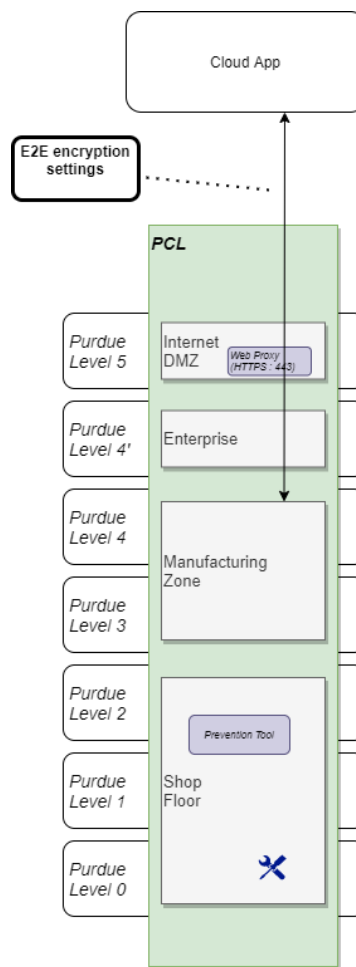 Cloud App
E2E encryption
settings
PCL
Purdue
Level 5
Internet
DMZ
Web Proxy
(HTTPS : 443)
Purdue
Level 4'
Enterprise
Purdue
Level 4
Manufacturing
Zone
Purdue
Level 3
Purdue
Level 2
Prevention Tool
Purdue
Level 1
Shop
Floor
Purdue
Level 0